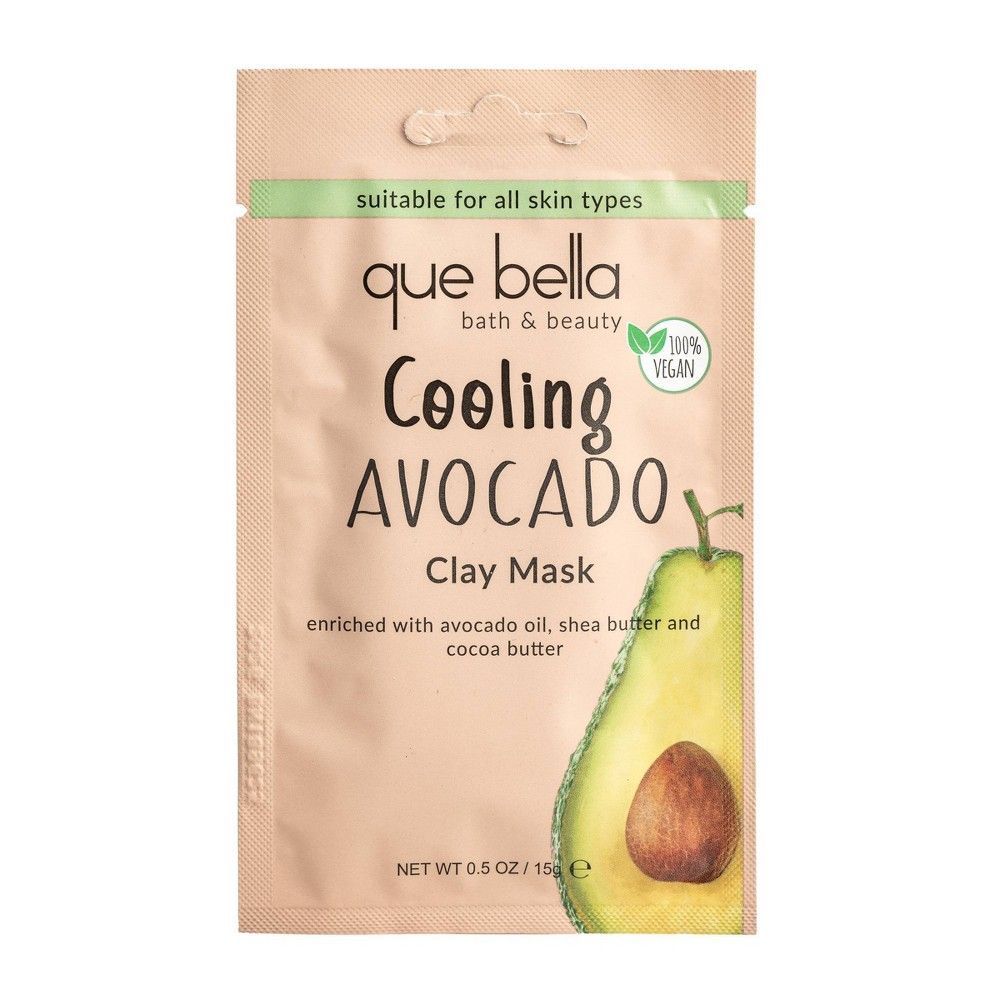 suitable for all skin types
que bella
bath & beauty
100%
VEGAN
Cooling
AVOCADO
Clay Mask
enriched with avocado oil, shea butter and
cocoa butter
NET WT 0.5 OZ / 15g ℮